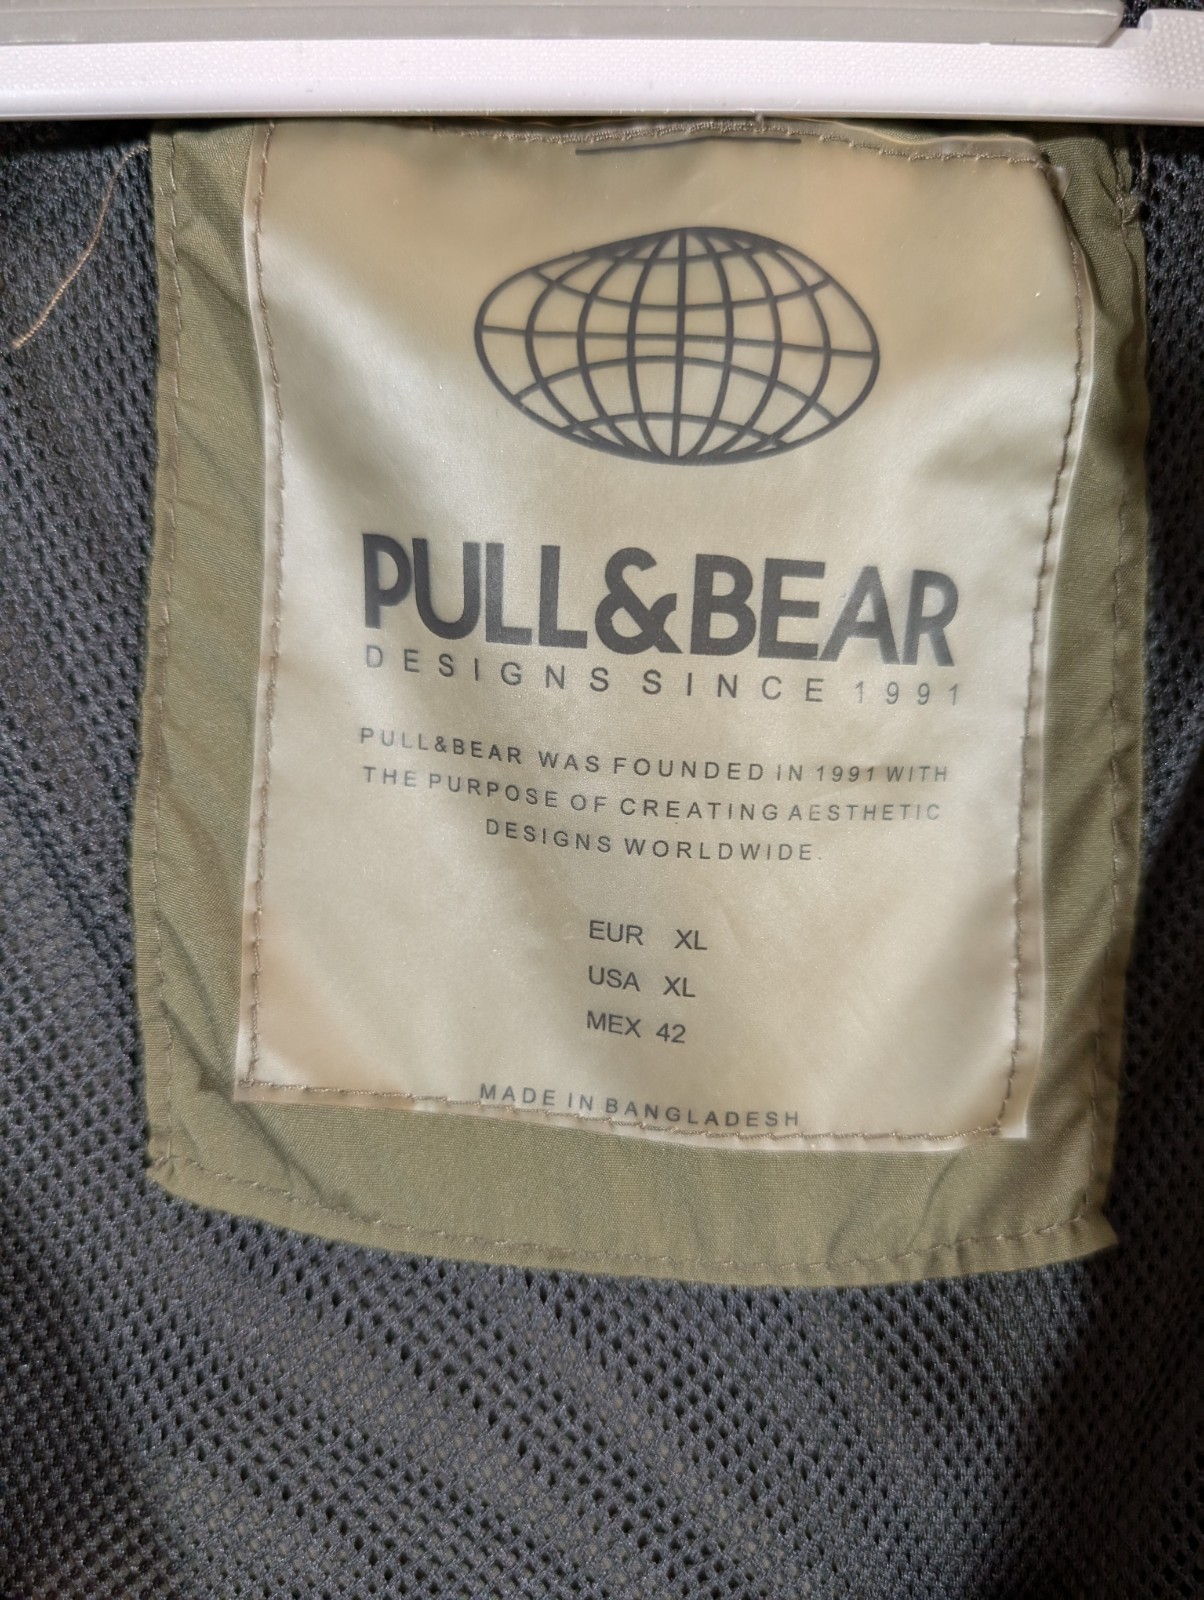 PULL&BEAR
DESIGNS SINCE 1991
PULL&BEAR WAS FOUNDED IN 1991 WITH
THE PURPOSE OF CREATING AESTHETIC
DESIGNS WORLDWIDE.
EUR XL
USA XL
MEX 42
MADE IN BANGLADESH